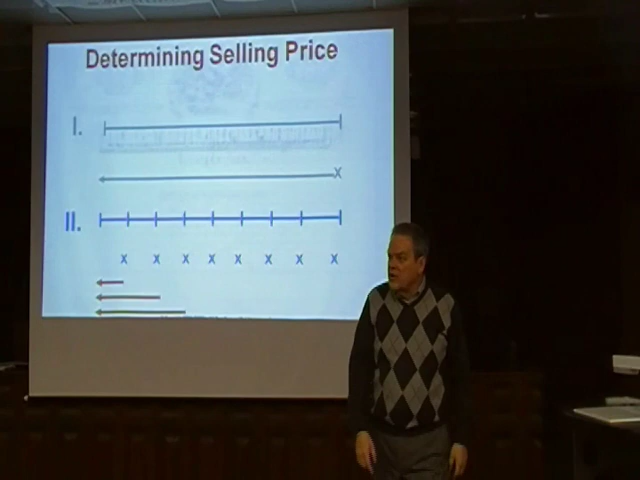 Determining Selling Price
I.
X
II.
X X X X X X X X